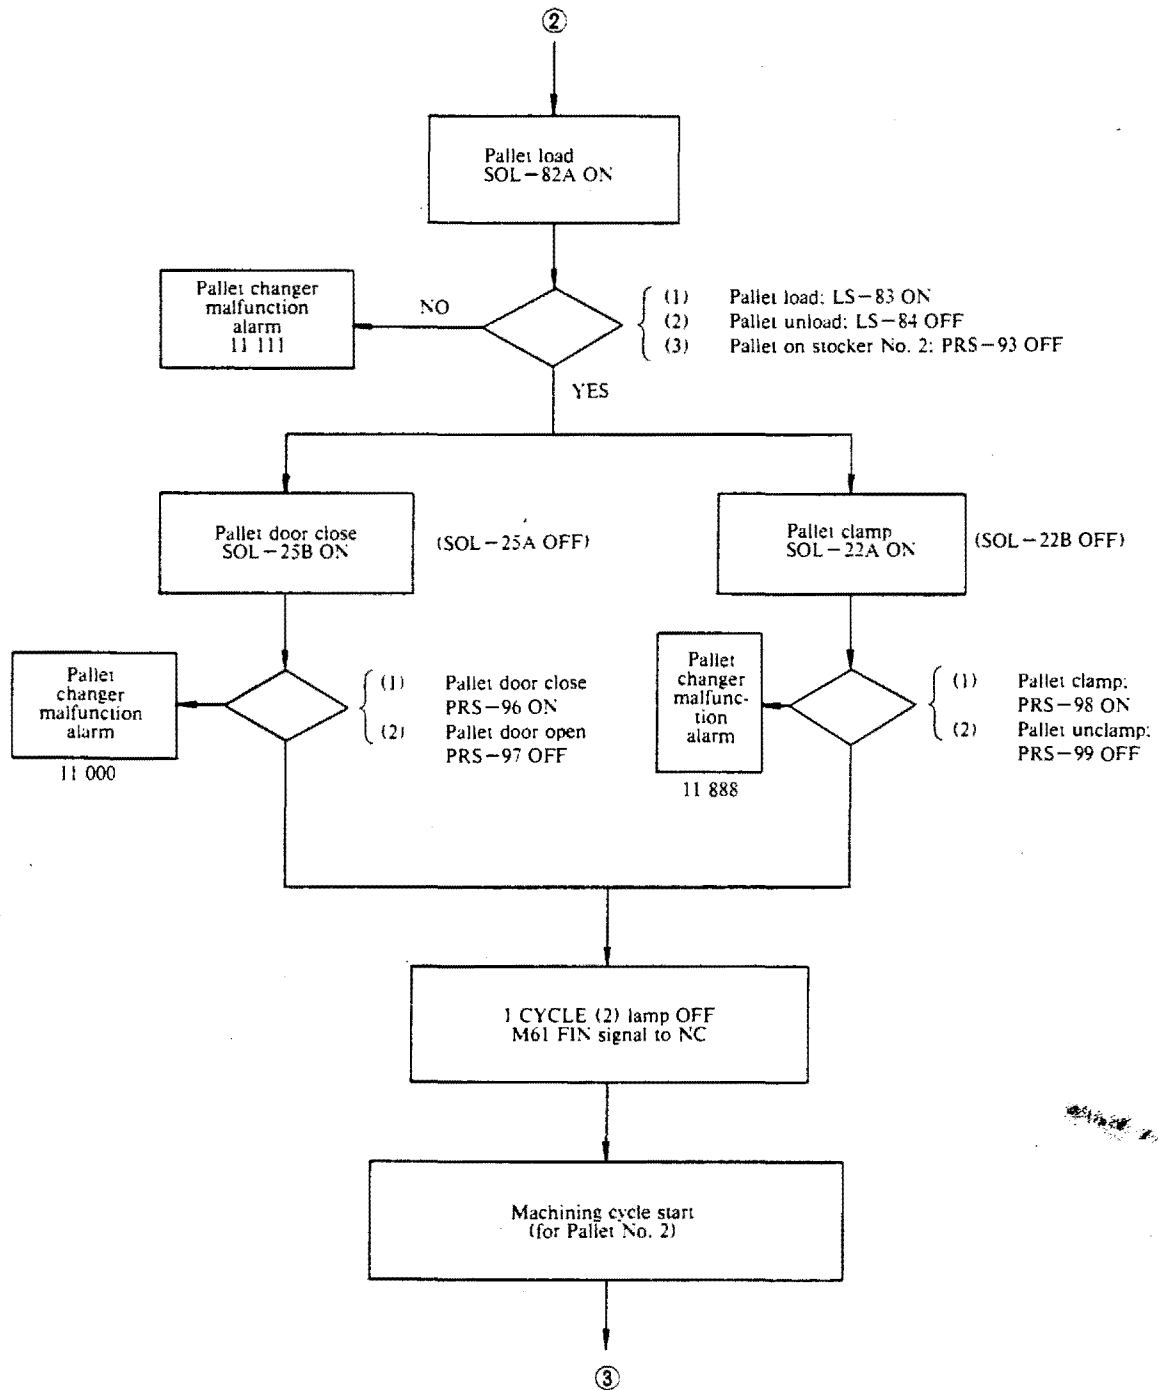 ②
Pallet load
SOL-82A ON
Pallet changer
malfunction
alarm
11 111
NO
(1) Pallet load; LS-83 ON
(2) Pallet unload; LS-84 OFF
(3) Pallet on stocker No. 2; PRS-93 OFF
YES
Pallet door close
SOL-25B ON
(SOL-25A OFF)
Pallet clamp
SOL-22A ON
(SOL-22B OFF)
Pallet
changer
malfunction
alarm
11 000
(1) Pallet door close
PRS-96 ON
(2) Pallet door open
PRS-97 OFF
Pallet
changer
malfunc-
tion
alarm
11 888
(1) Pallet clamp;
PRS-98 ON
(2) Pallet unclamp;
PRS-99 OFF
1 CYCLE (2) lamp OFF
M61 FIN signal to NC
Machining cycle start
(for Pallet No. 2)
③